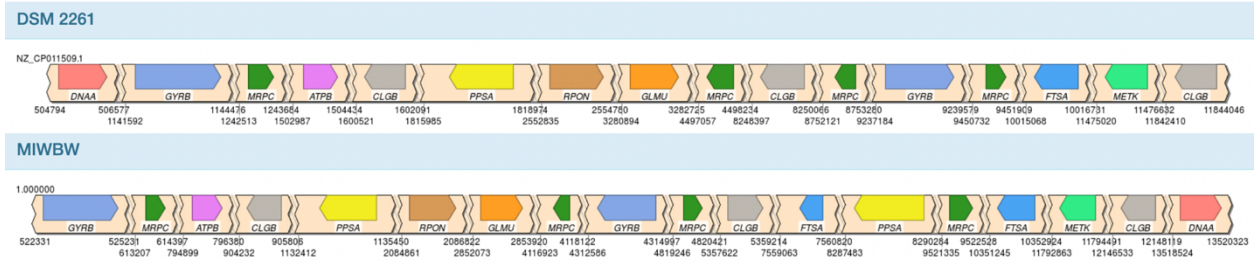 DSM 2261
NZ_CP011509.1
DNAA GYRB MRPC ATPB CLGB PPSA RPON GLMU MRPC CLGB MRPC GYRB MRPC FTSA METK CLGB
504794 506577 1144476 1243684 1504434 1602091 1818974 2554780 3282725 4498234 8250066 8753280 9239579 9451909 10016731 11476632 11844046
1141592 1242513 1502987 1600521 1815985 2552835 3280894 4497057 8248397 8752121 9237184 9450732 10015068 11475020 11842410
MIWBW
1.000000
GYRB MRPC ATPB CLGB PPSA RPON GLMU MRPC GYRB MRPC CLGB FTSA PPSA MRPC FTSA METK CLGB DNAA
522331 525231 614397 796380 905806 1135450 2086822 2853920 4118122 4314997 4820421 5359214 7560820 8290284 9522528 10352924 11794491 12148119 13520323
613207 794899 904232 1132412 2084861 2852073 4116923 4312586 4819246 5357622 7559063 8287483 9521335 10351245 11792863 12146533 13518524